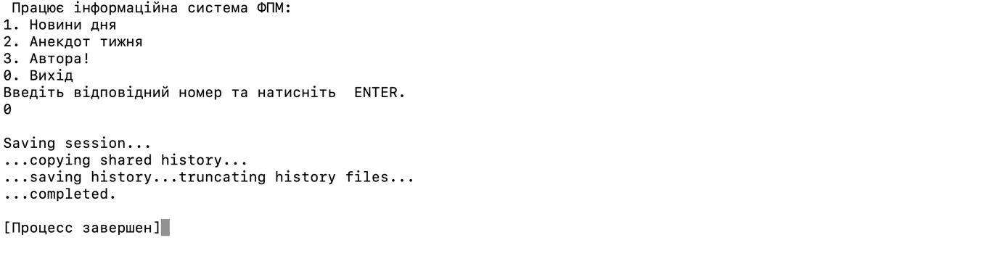 Працює інформаційна система ФПМ:
1. Новини дня
2. Анекдот тижня
3. Автора!
0. Вихід
Введіть відповідний номер та натисніть  ENTER.
0
Saving session...
...copying shared history...
...saving history...truncating history files...
...completed.
[Процесс завершен]